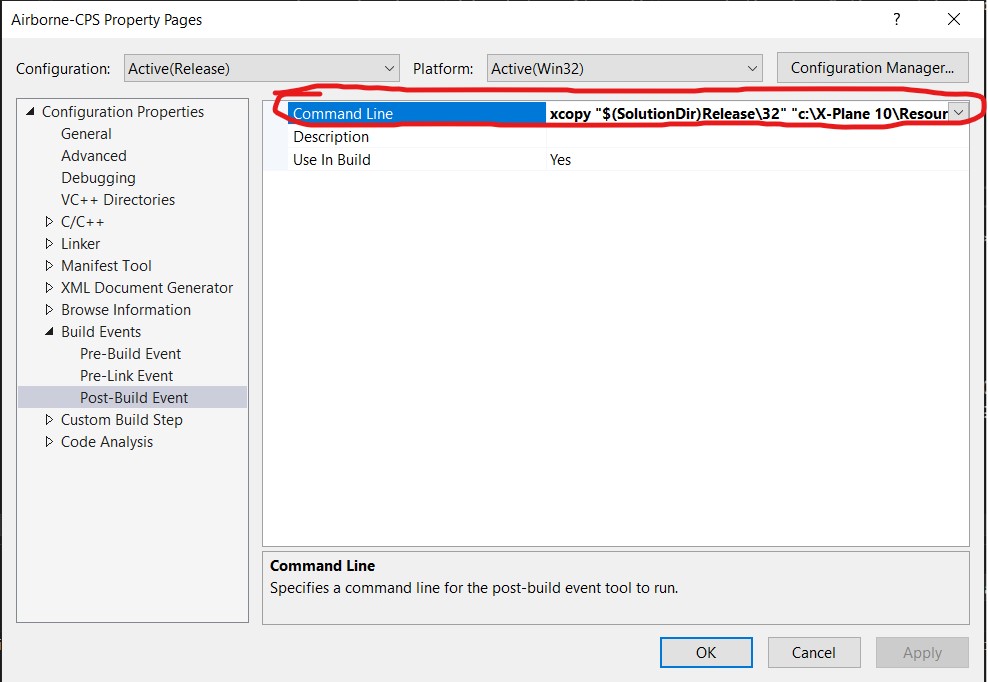 Airborne-CPS Property Pages ?
Configuration: Active(Release) Platform: Active(Win32) Configuration Manager...
Configuration Properties
General
Advanced
Debugging
VC++ Directories
C/C++
Linker
Manifest Tool
XML Document Generator
Browse Information
Build Events
Pre-Build Event
Pre-Link Event
Post-Build Event
Custom Build Step
Code Analysis
Command Line xcopy "$(SolutionDir)Release\32" "c:\X-Plane 10\Resour
Description
Use In Build Yes
Command Line
Specifies a command line for the post-build event tool to run.
OK Cancel Apply